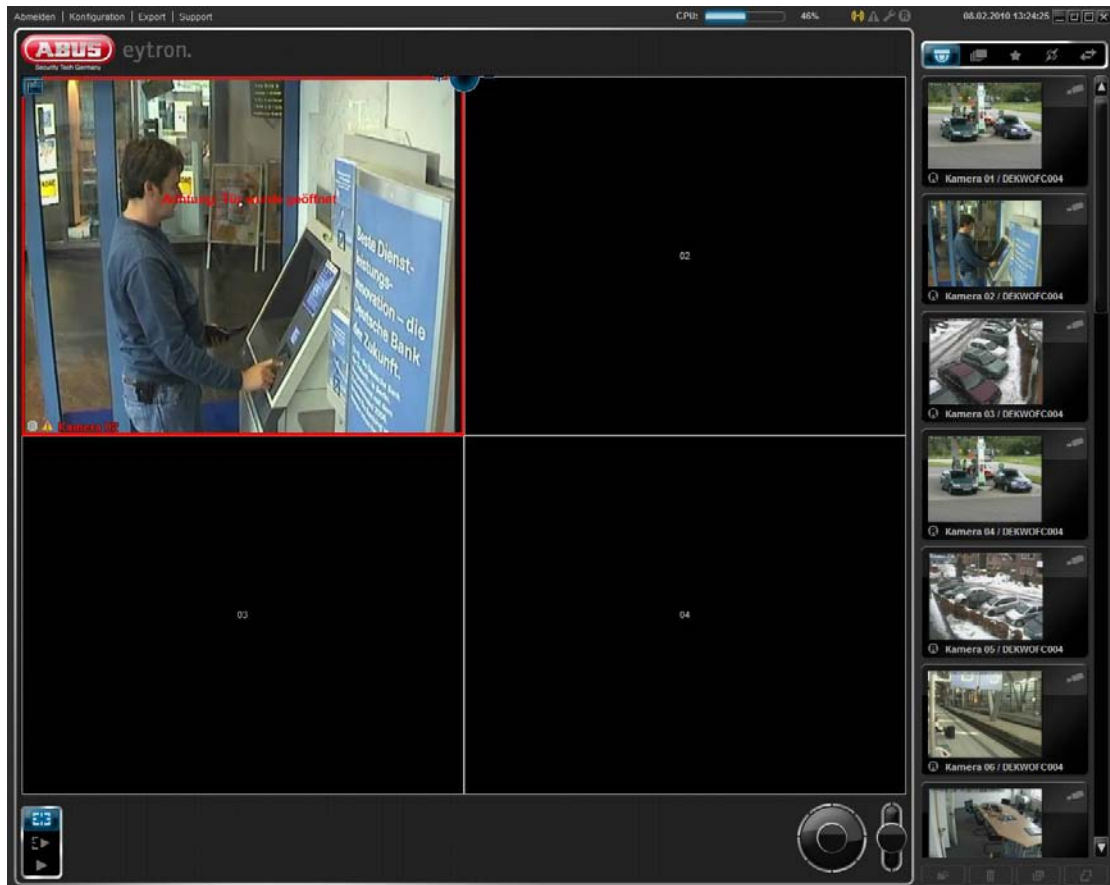 Abmelden | Konfiguration | Export | Support
CPU: 46%
08.02.2010 13:24:25
ABUS eytron.
Security Tech Germany
Achtung: Tür wurde geöffnet
Beste Dienst-
leistungs-
innovation – die
Deutsche Bank
der Zukunft.
Kamera 02
02
03
04
Kamera 01 / DEKWOFC004
Kamera 02 / DEKWOFC004
Kamera 03 / DEKWOFC004
Kamera 04 / DEKWOFC004
Kamera 05 / DEKWOFC004
Kamera 06 / DEKWOFC004